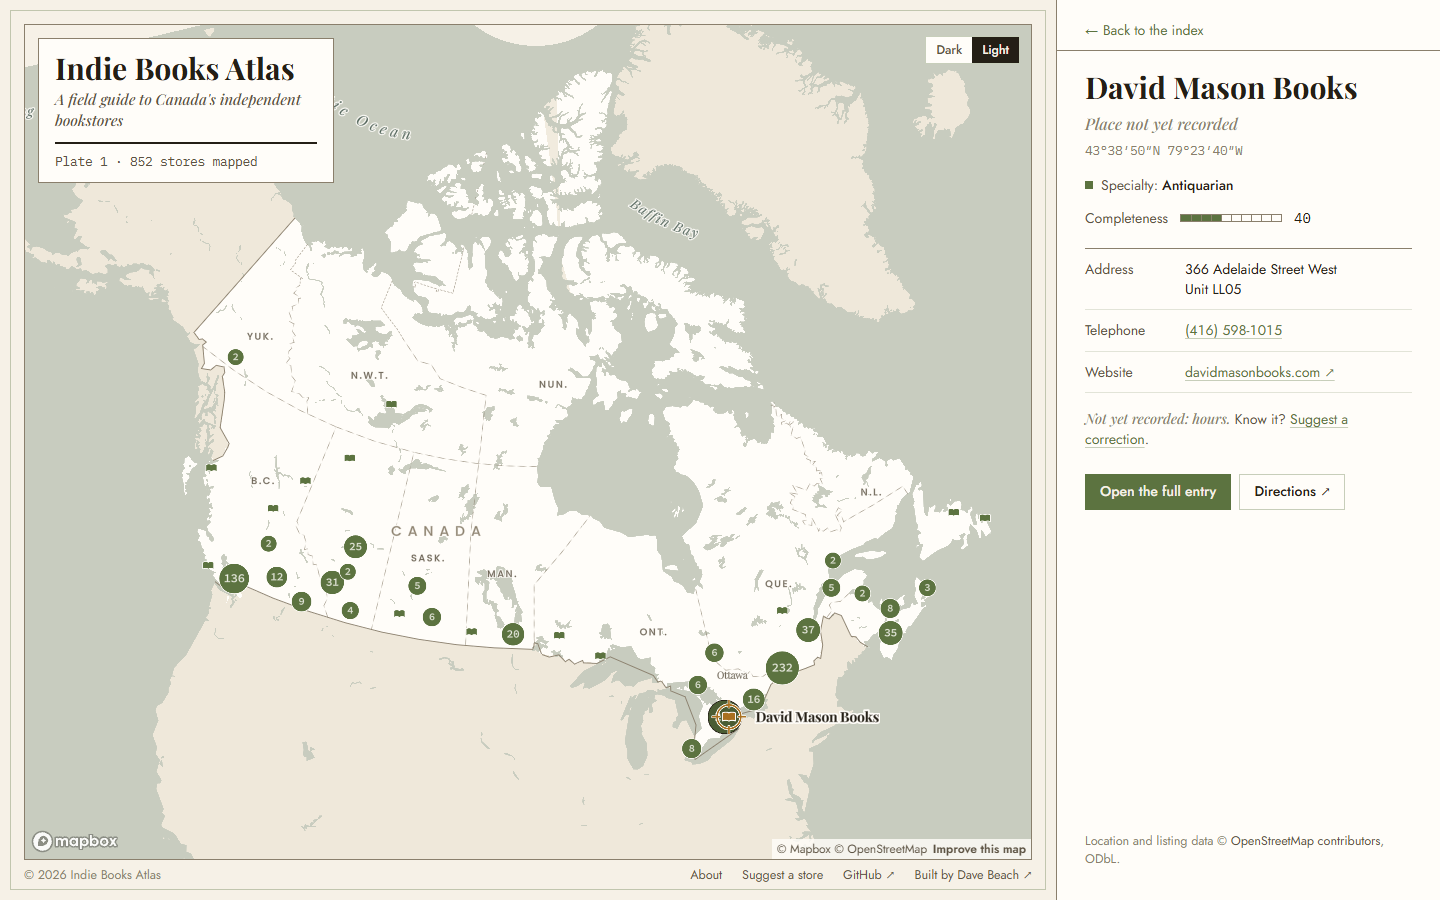 Indie Books Atlas
A field guide to Canada's independent
bookstores
Plate 1 · 852 stores mapped
Dark
Light
ic Ocean
Baffin Bay
YUK.
2
N.W.T.
NUN.
B.C.
N.L.
CANADA
2
25
SASK.
136
12
31
2
MAN.
5
QUE.
2
5
2
3
9
4
6
8
20
ONT.
37
35
6
232
Ottawa
6
16
David Mason Books
8
mapbox
© Mapbox © OpenStreetMap Improve this map
© 2026 Indie Books Atlas
About
Suggest a store
GitHub ↗
Built by Dave Beach ↗
← Back to the index
David Mason Books
Place not yet recorded
43°38′50″N 79°23′40″W
Specialty: Antiquarian
Completeness 40
Address 366 Adelaide Street West
Unit LL05
Telephone (416) 598-1015
Website davidmasonbooks.com ↗
Not yet recorded: hours. Know it? Suggest a
correction.
Open the full entry
Directions ↗
Location and listing data © OpenStreetMap contributors,
ODbL.